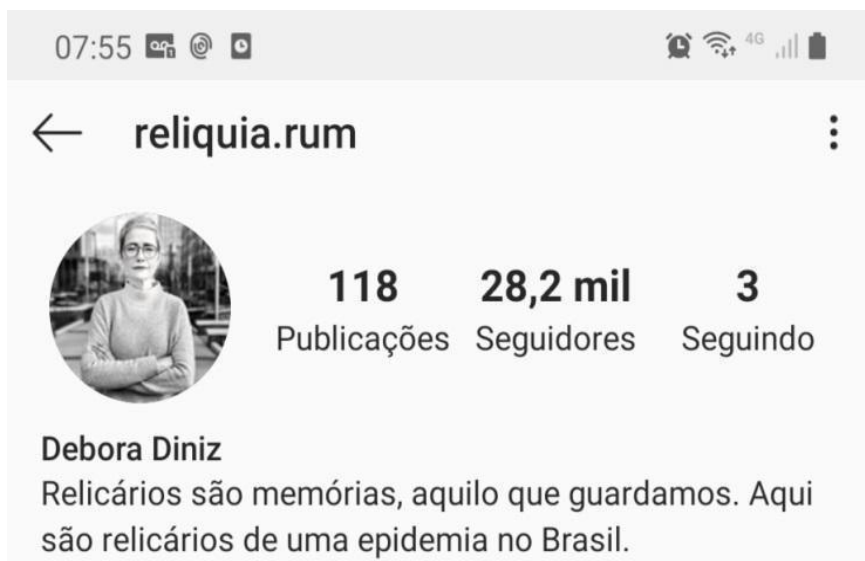 07:55
4G
reliquia.rum
118 28,2 mil 3
Publicações Seguidores Seguindo
Debora Diniz
Relicários são memórias, aquilo que guardamos. Aqui
são relicários de uma epidemia no Brasil.